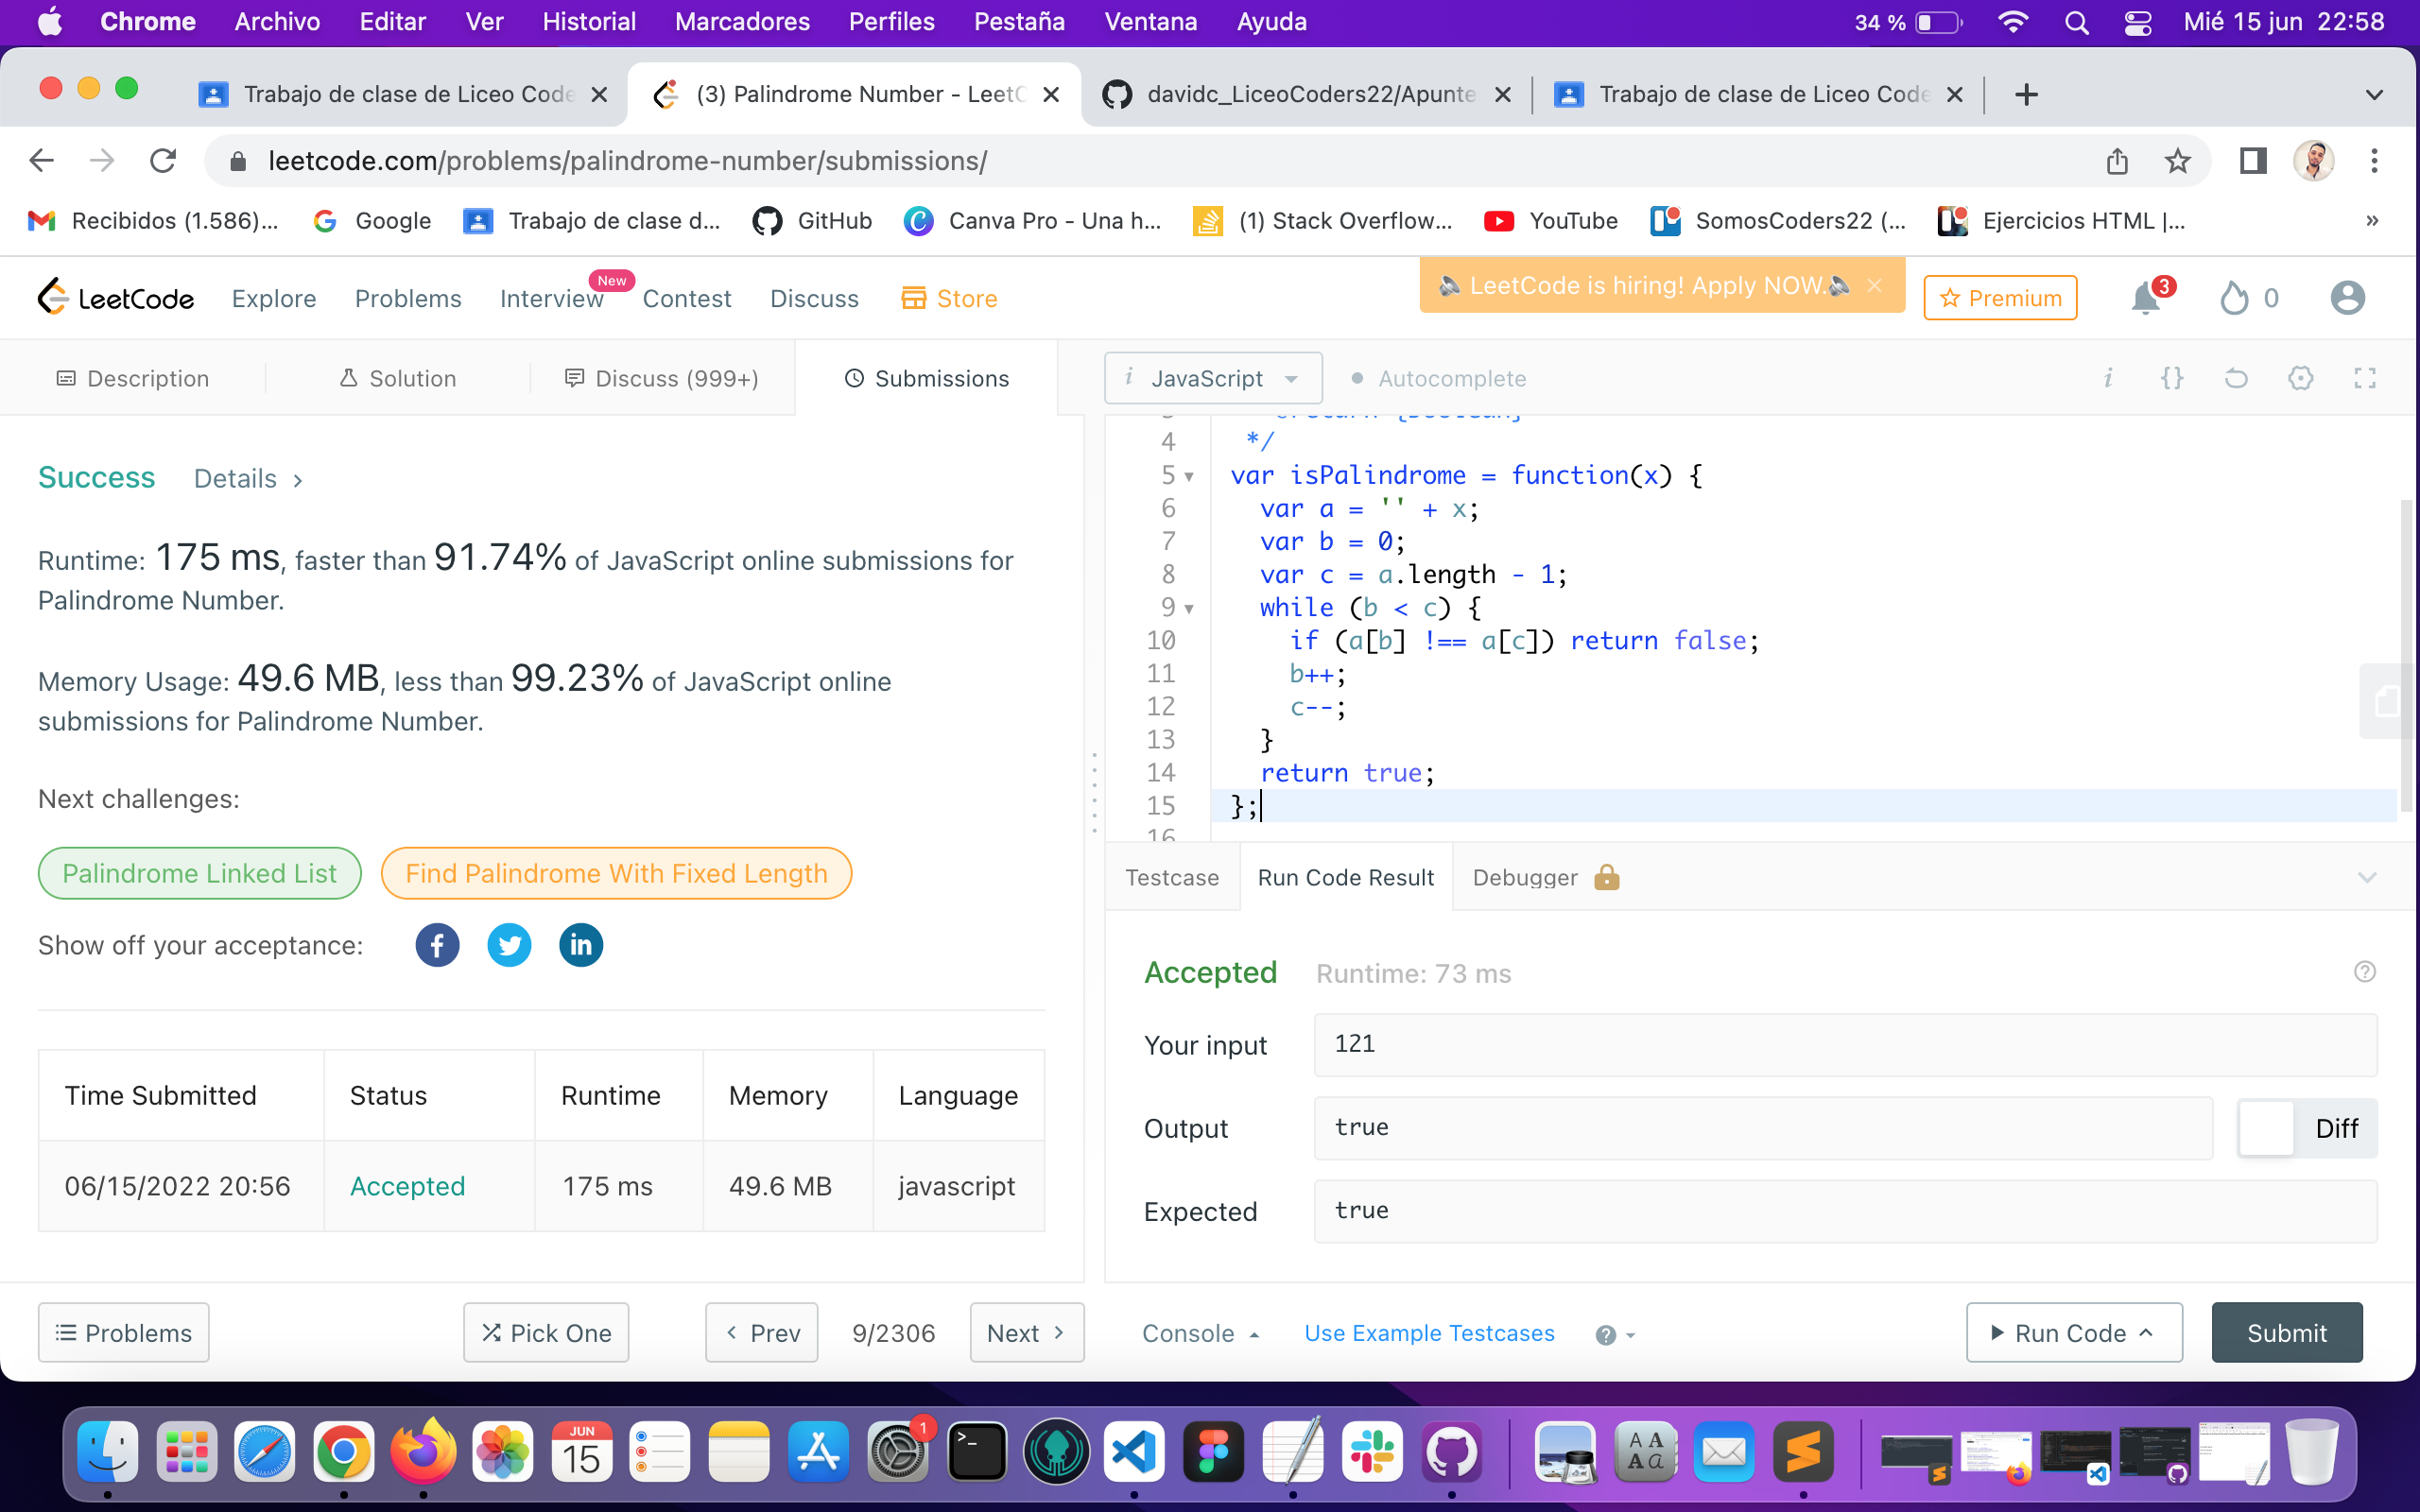 Chrome Archivo Editar Ver Historial Marcadores Perfiles Pestaña Ventana Ayuda 34 % Mié 15 jun 22:58
Trabajo de clase de Liceo Code (3) Palindrome Number - LeetC davidc_LiceoCoders22/Apunte Trabajo de clase de Liceo Code
leetcode.com/problems/palindrome-number/submissions/
Recibidos (1.586)... Google Trabajo de clase d... GitHub Canva Pro - Una h... (1) Stack Overflow... YouTube SomosCoders22 (... Ejercicios HTML |... »
LeetCode Explore Problems Interview New Contest Discuss Store LeetCode is hiring! Apply NOW. Premium 3 0
Description Solution Discuss (999+) Submissions
i JavaScript Autocomplete i {}
Success Details >
Runtime: 175 ms, faster than 91.74% of JavaScript online submissions for
Palindrome Number.
Memory Usage: 49.6 MB, less than 99.23% of JavaScript online
submissions for Palindrome Number.
Next challenges:
Palindrome Linked List Find Palindrome With Fixed Length
Show off your acceptance:
Time Submitted Status Runtime Memory Language
06/15/2022 20:56 Accepted 175 ms 49.6 MB javascript
Problems Pick One Prev 9/2306 Next
4 */
5 var isPalindrome = function(x) {
6 var a = '' + x;
7 var b = 0;
8 var c = a.length - 1;
9 while (b < c) {
10 if (a[b] !== a[c]) return false;
11 b++;
12 c--;
13 }
14 return true;
15 };
16
Testcase Run Code Result Debugger
Accepted Runtime: 73 ms
Your input 121
Output true Diff
Expected true
Console Use Example Testcases Run Code Submit
JUN
15
1